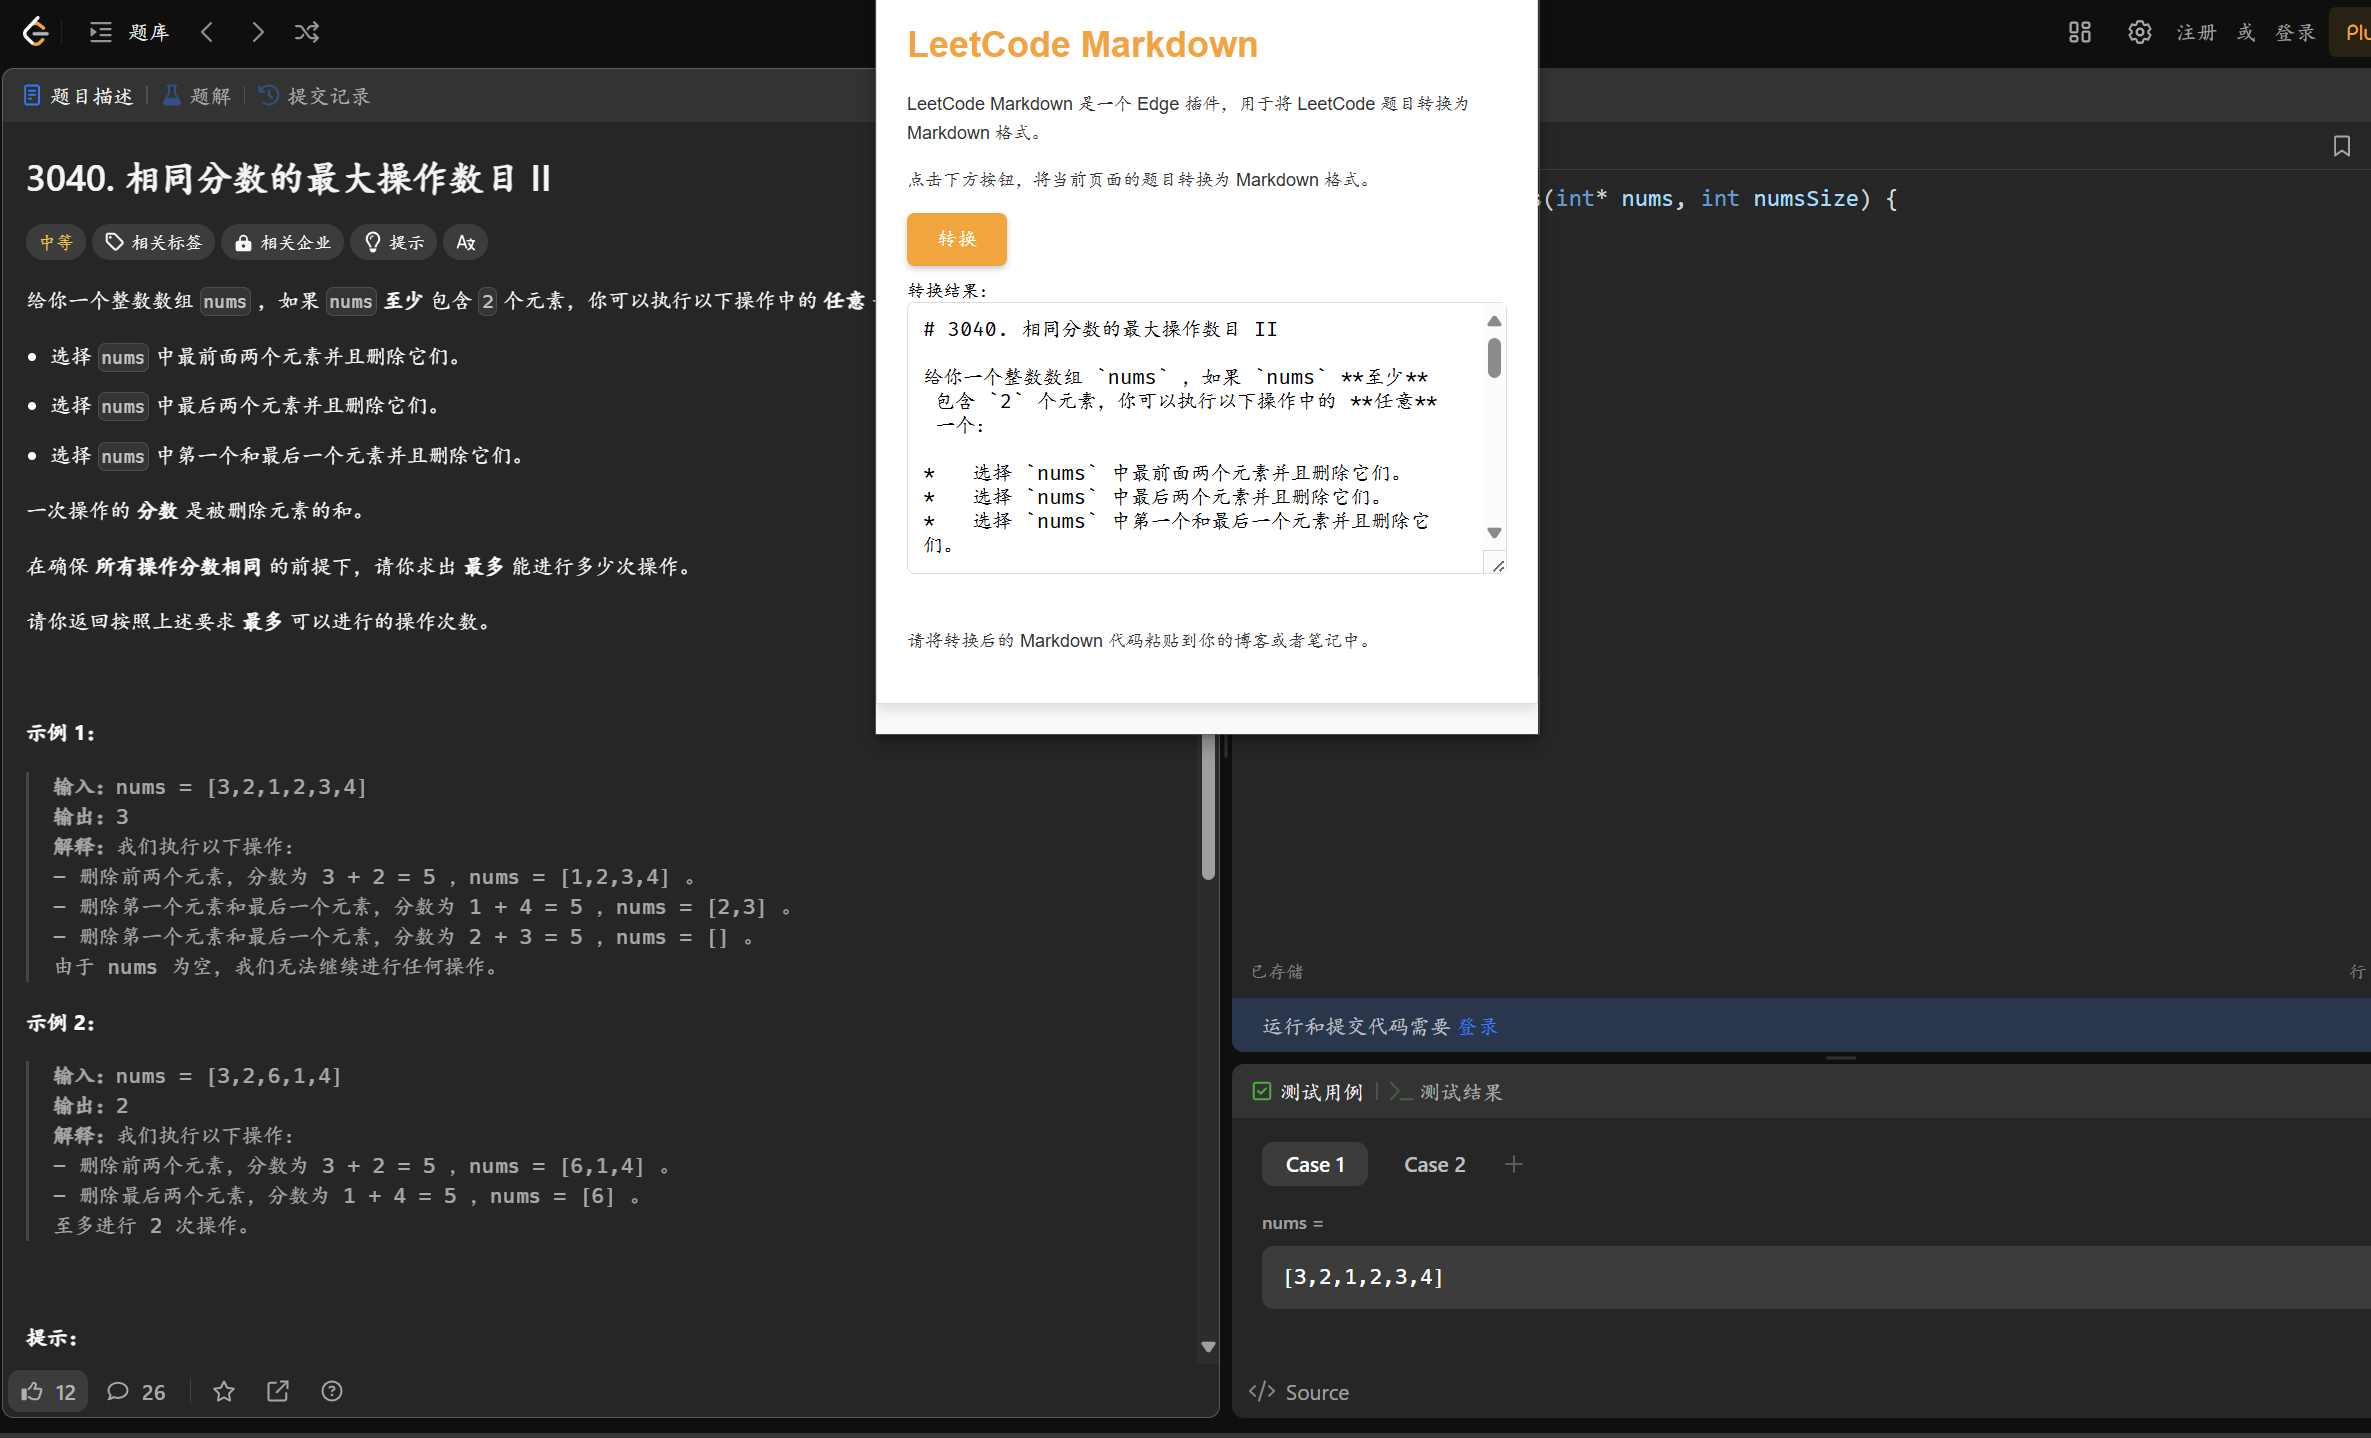 题库
注册 或 登录
Plu
题目描述 | 题解 | 提交记录
3040. 相同分数的最大操作数目 II
中等 相关标签 相关企业 提示
给你一个整数数组 nums ，如果 nums 至少 包含 2 个元素，你可以执行以下操作中的 任意
选择 nums 中最前面两个元素并且删除它们。
选择 nums 中最后两个元素并且删除它们。
选择 nums 中第一个和最后一个元素并且删除它们。
一次操作的 分数 是被删除元素的和。
在确保 所有操作分数相同 的前提下，请你求出 最多 能进行多少次操作。
请你返回按照上述要求 最多 可以进行的操作次数。
示例 1：
输入：nums = [3,2,1,2,3,4]
输出：3
解释：我们执行以下操作：
- 删除前两个元素，分数为 3 + 2 = 5 ，nums = [1,2,3,4] 。
- 删除第一个元素和最后一个元素，分数为 1 + 4 = 5 ，nums = [2,3] 。
- 删除第一个元素和最后一个元素，分数为 2 + 3 = 5 ，nums = [] 。
由于 nums 为空，我们无法继续进行任何操作。
示例 2：
输入：nums = [3,2,6,1,4]
输出：2
解释：我们执行以下操作：
- 删除前两个元素，分数为 3 + 2 = 5 ，nums = [6,1,4] 。
- 删除最后两个元素，分数为 1 + 4 = 5 ，nums = [6] 。
至多进行 2 次操作。
提示：
12 26
LeetCode Markdown
LeetCode Markdown 是一个 Edge 插件，用于将 LeetCode 题目转换为
Markdown 格式。
点击下方按钮，将当前页面的题目转换为 Markdown 格式。
转换
转换结果：
# 3040. 相同分数的最大操作数目 II
给你一个整数数组 `nums` ，如果 `nums` **至少**
包含 `2` 个元素，你可以执行以下操作中的 **任意**
一个：
*   选择 `nums` 中最前面两个元素并且删除它们。
*   选择 `nums` 中最后两个元素并且删除它们。
*   选择 `nums` 中第一个和最后一个元素并且删除它
们。
请将转换后的 Markdown 代码粘贴到你的博客或者笔记中。
s(int* nums, int numsSize) {
已存储
行
运行和提交代码需要 登录
测试用例 | 测试结果
Case 1 Case 2 +
nums =
[3,2,1,2,3,4]
</> Source